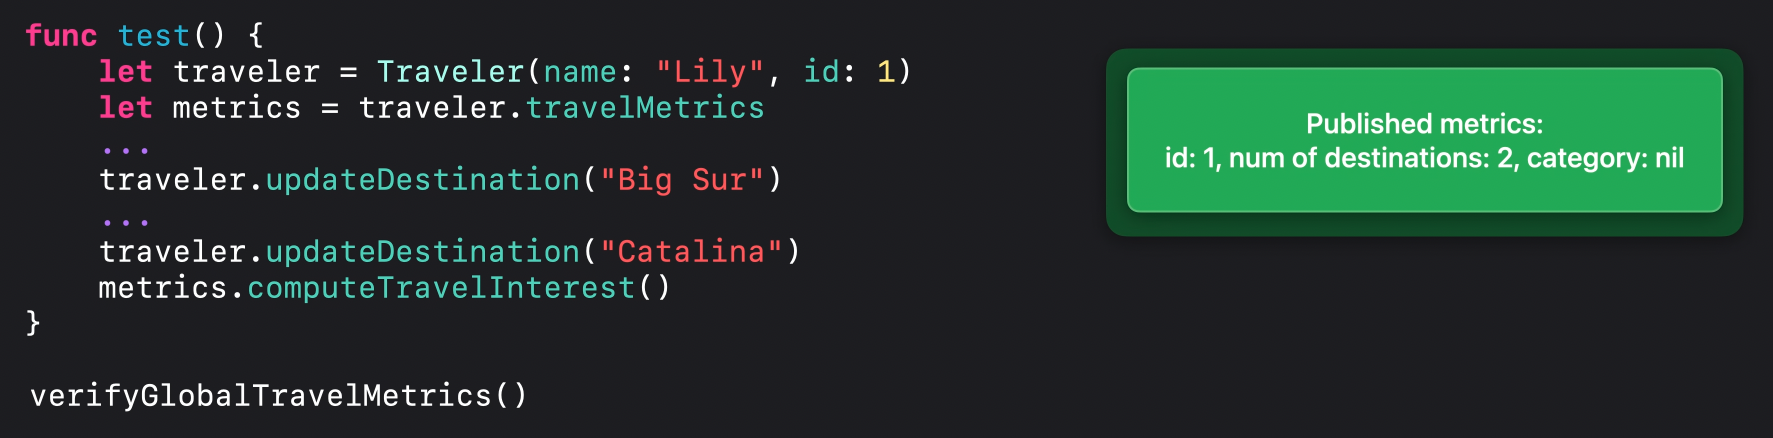 func test() {
    let traveler = Traveler(name: "Lily", id: 1)
    let metrics = traveler.travelMetrics
    ...
    traveler.updateDestination("Big Sur")
    ...
    traveler.updateDestination("Catalina")
    metrics.computeTravelInterest()
}
verifyGlobalTravelMetrics()
Published metrics:
id: 1, num of destinations: 2, category: nil